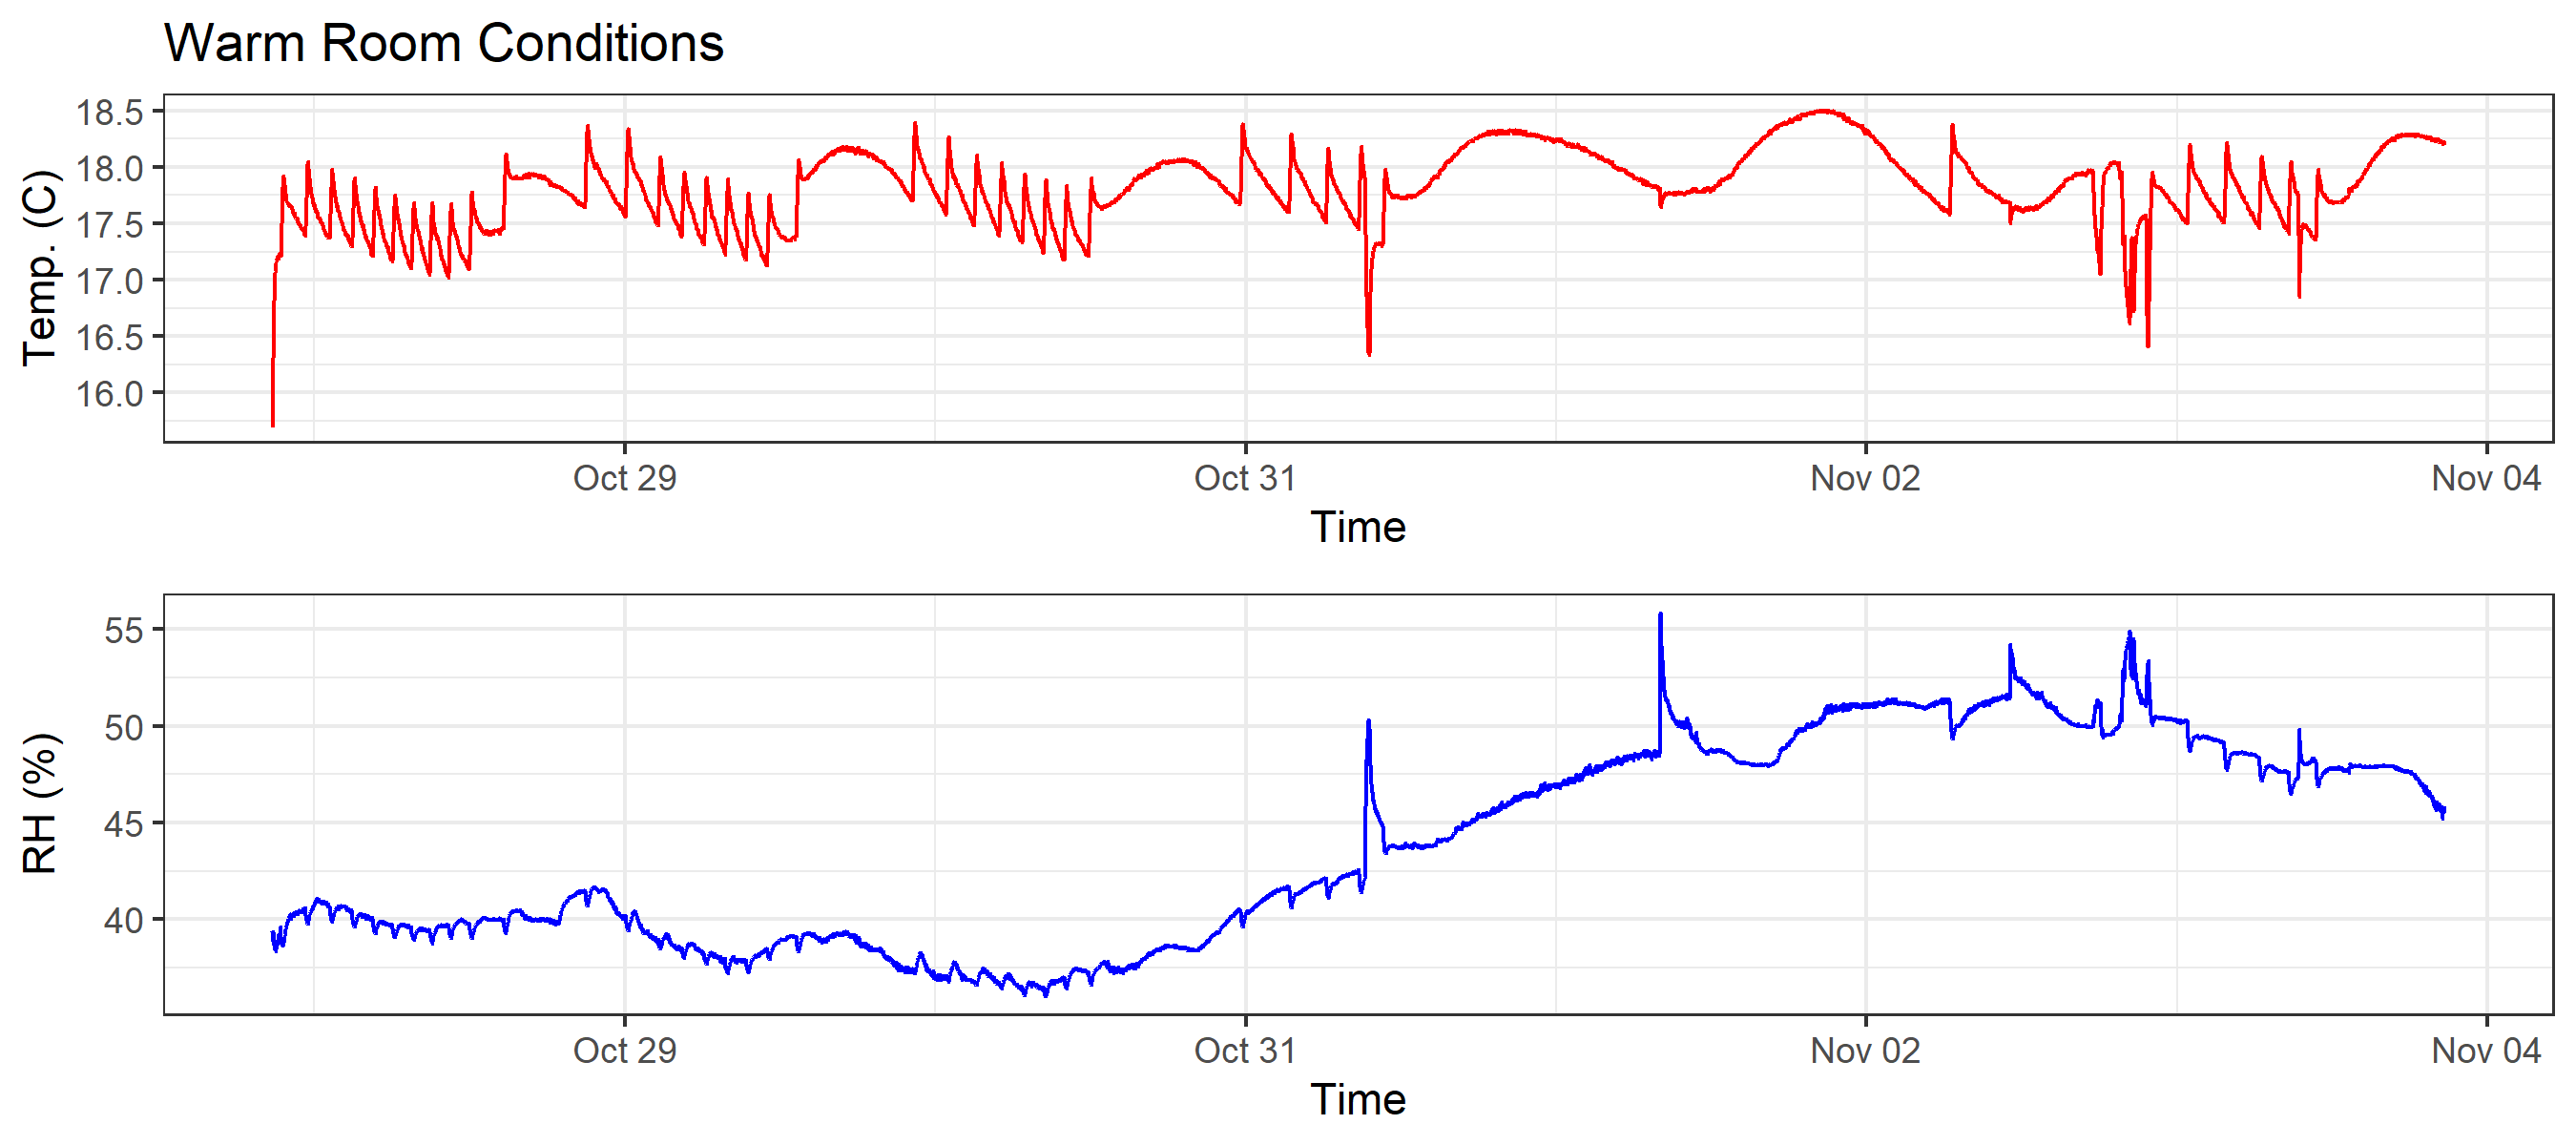 Warm Room Conditions
Temp. (C)
18.5
18.0
17.5
17.0
16.5
16.0
Oct 29 Oct 31 Nov 02 Nov 04
Time
RH (%)
55
50
45
40
Oct 29 Oct 31 Nov 02 Nov 04
Time